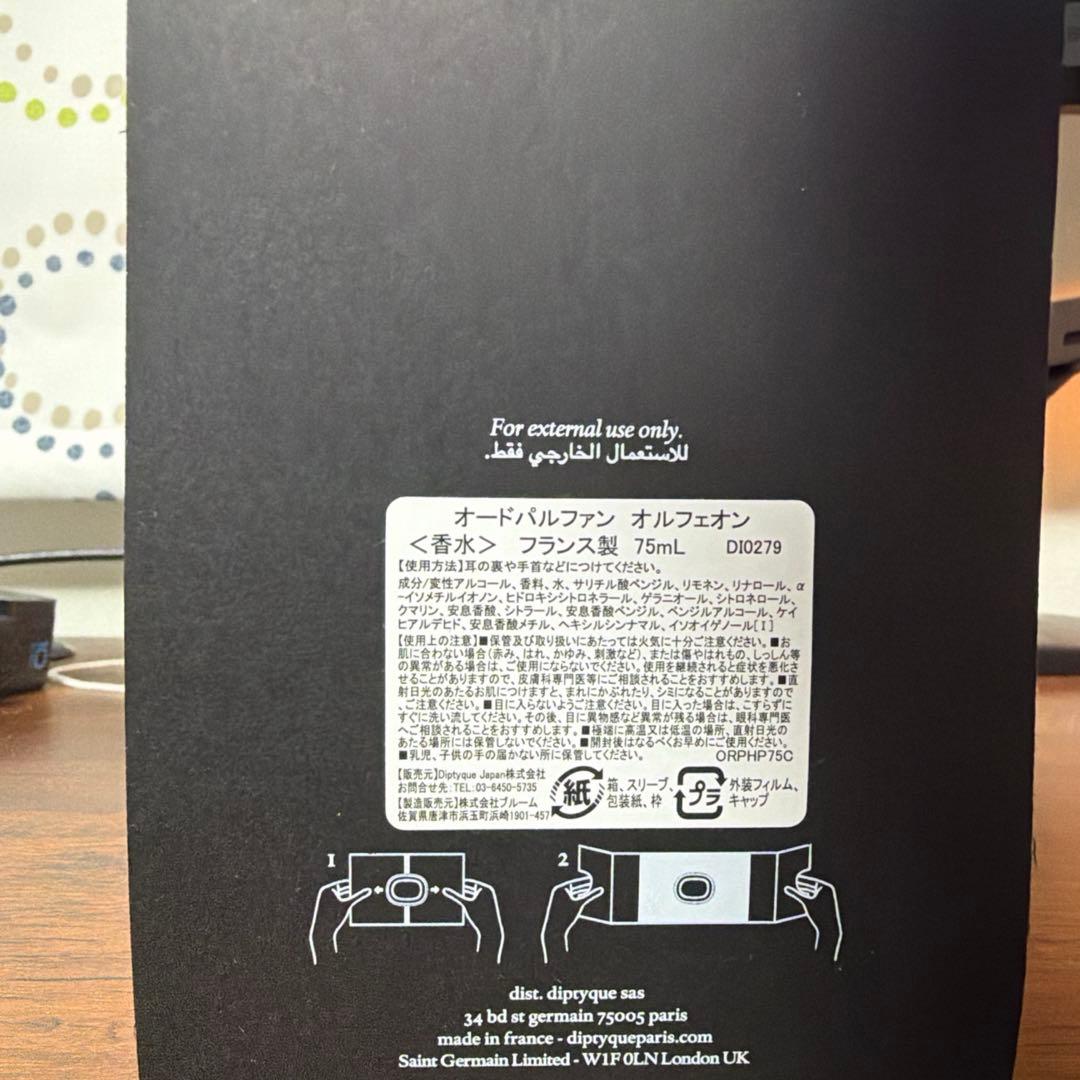 For external use only.
للاستعمال الخارجي فقط.
オードパルファン オルフェオン
＜香水＞ フランス製 75mL DI0279
【使用方法】耳の裏や手首などにつけてください。
成分/変性アルコール、香料、水、サリチル酸ベンジル、リモネン、リナロール、α
-イソメチルイオノン、ヒドロキシシトロネラール、ゲラニオール、シトロネロール、
クマリン、安息香酸、シトラール、安息香酸ベンジル、ベンジルアルコール、ケイ
ヒアルデヒド、安息香酸メチル、ヘキシルシンナマル、イソオイゲノール[I]
【使用上の注意】■保管及び取り扱いにあたっては火気に十分ご注意ください。■お
肌に合わない場合(赤み、はれ、かゆみ、刺激など)、または傷やはれもの、しっしん等
の異常がある場合は、ご使用にならないでください。使用を継続されると症状を悪化さ
せることがありますので、皮膚科専門医等にご相談されることをおすすめします。■直
射日光のあたるお肌につけますと、まれにかぶれたり、シミになることがありますので
、ご注意ください。■目に入らないようご注意ください。目に入った場合は、こすらずに
すぐに洗い流してください。その後、目に異物感など異常が残る場合は、眼科専門医
へご相談されることをおすすめします。■極端に高温又は低温の場所、直射日光の
あたる場所には保管しないでください。■開封後はなるべくお早めにご使用ください。
■乳児、子供の手の届かない所に保管してください。 ORPHP75C
【販売元】Diptyque Japan株式会社
お問合せ先：TEL:03-6450-5735
【製造販売元】株式会社ブルーム
佐賀県唐津市浜玉町浜崎1901-457
紙 箱、スリーブ、
包装紙、枠
プラ 外装フィルム、
キャップ
1 2
dist. diptyque sas
34 bd st germain 75005 paris
made in france - diptyqueparis.com
Saint Germain Limited - W1F 0LN London UK